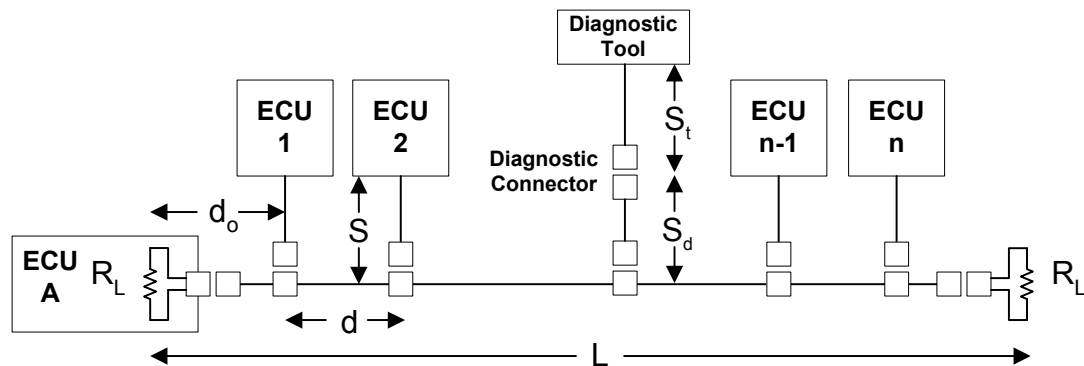 Diagnostic
Tool
ECU
1
ECU
2
ECU
n-1
ECU
n
Diagnostic
Connector
S_t
S_d
S
d_o
d
ECU
A
R_L
R_L
L